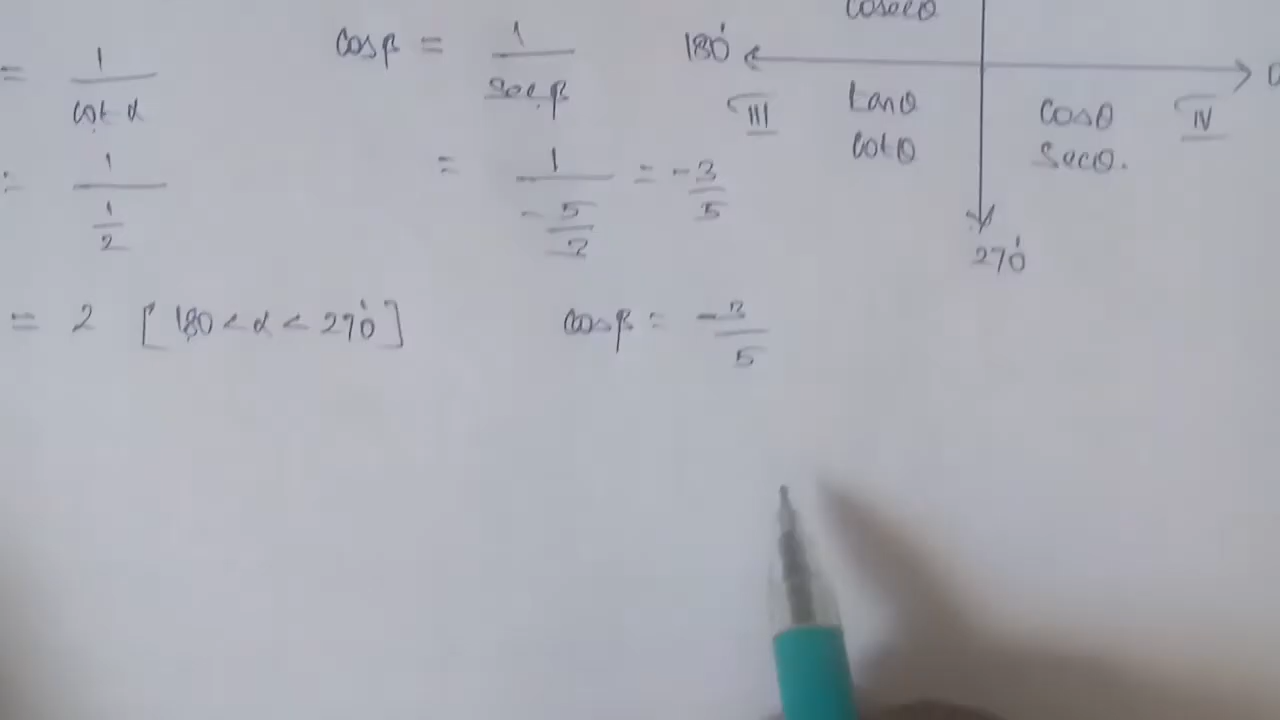 = 1/cot α
: 1/(1/2)
= 2 [180 < α < 270°]
cos β = 1/sec β
= 1/(-5/3) = -3/5
cos β = -3/5
cosec θ
180°
III
tan θ
cot θ
cos θ
sec θ.
IV
270°